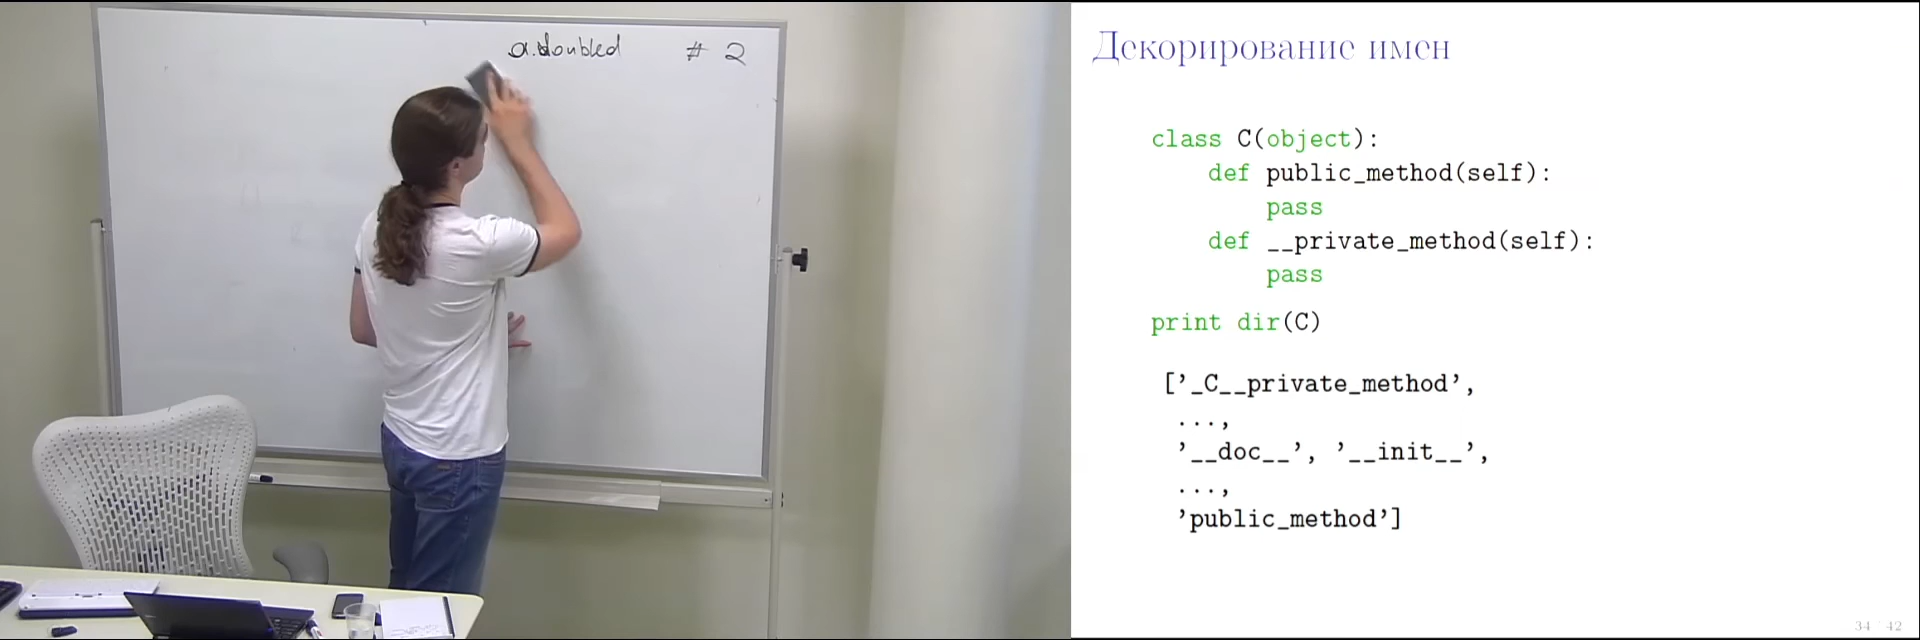 a.doubled # 2
Декорирование имен
class C(object):
def public_method(self):
pass
def __private_method(self):
pass
print dir(C)
['_C__private_method',
...,
'__doc__', '__init__',
...,
'public_method']
34 42